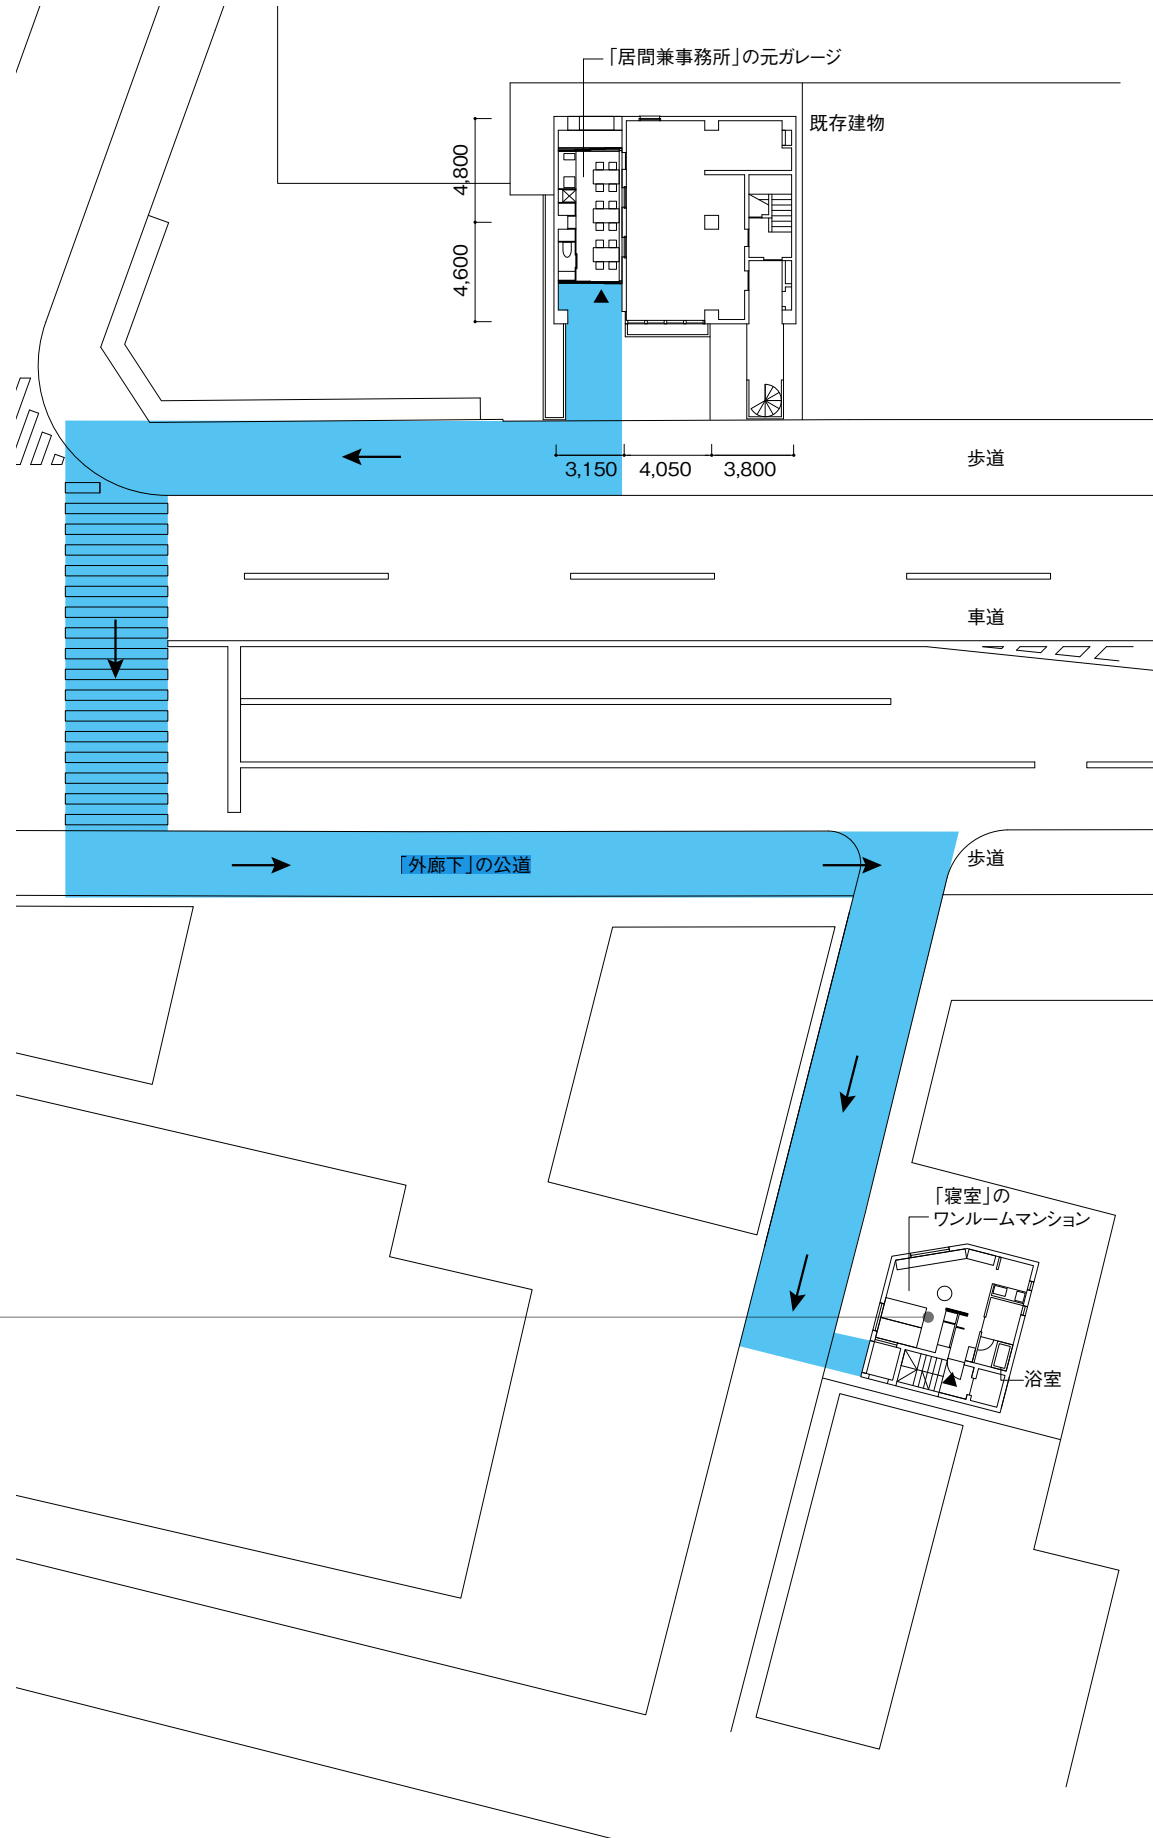 「居間兼事務所」の元ガレージ
既存建物
4,800
4,600
3,150
4,050
3,800
歩道
車道
「外廊下」の公道
歩道
「寝室」の
ワンルームマンション
浴室